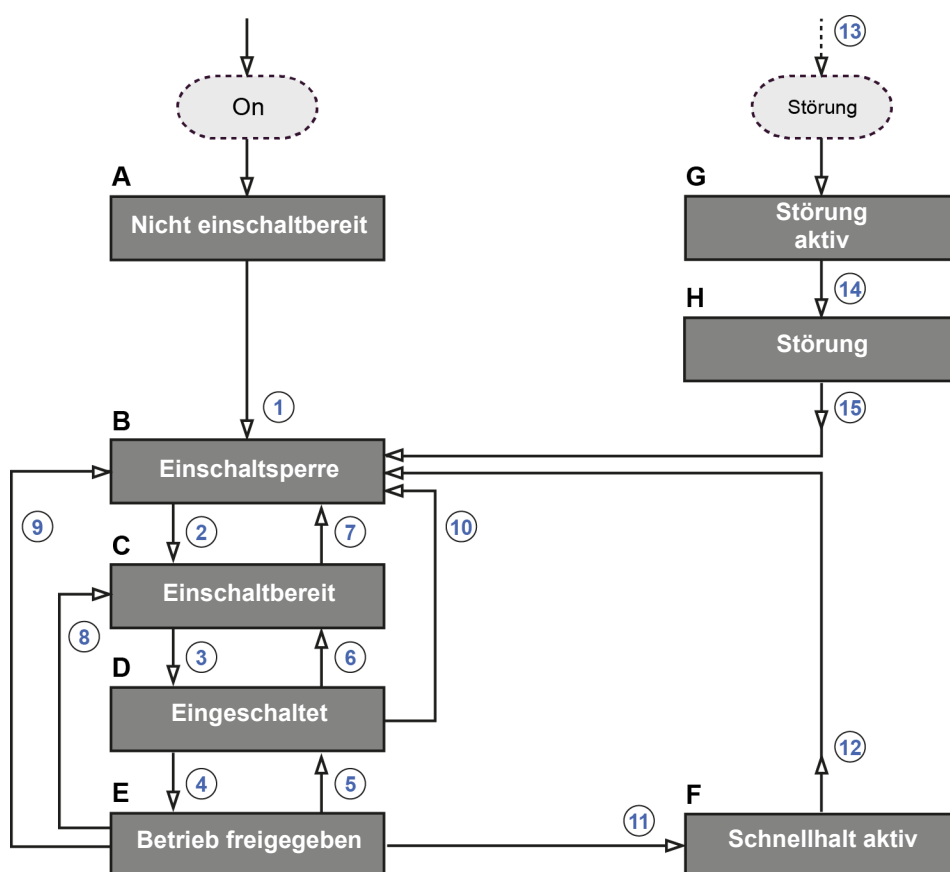 13
On
Störung
A
Nicht einschaltbereit
G
Störung
aktiv
14
H
Störung
1
15
B
Einschaltsperre
9
2
7
10
C
Einschaltbereit
8
3
6
D
Eingeschaltet
12
4
5
E
Betrieb freigegeben
11
F
Schnellhalt aktiv